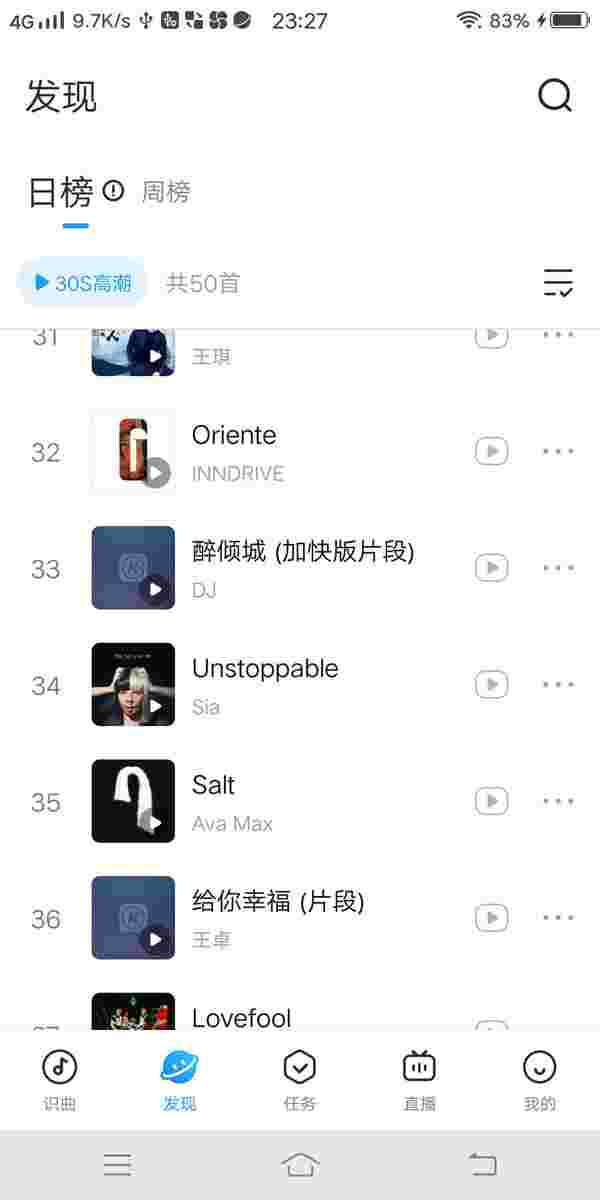 4G 9.7K/s 23:27 83%
发现
日榜 周榜
30S高潮 共50首
31
王琪
32 Oriente
INNDRIVE
33 醉倾城 (加快版片段)
DJ
34 Unstoppable
Sia
35 Salt
Ava Max
36 给你幸福 (片段)
王卓
Lovefool
识曲 发现 任务 直播 我的